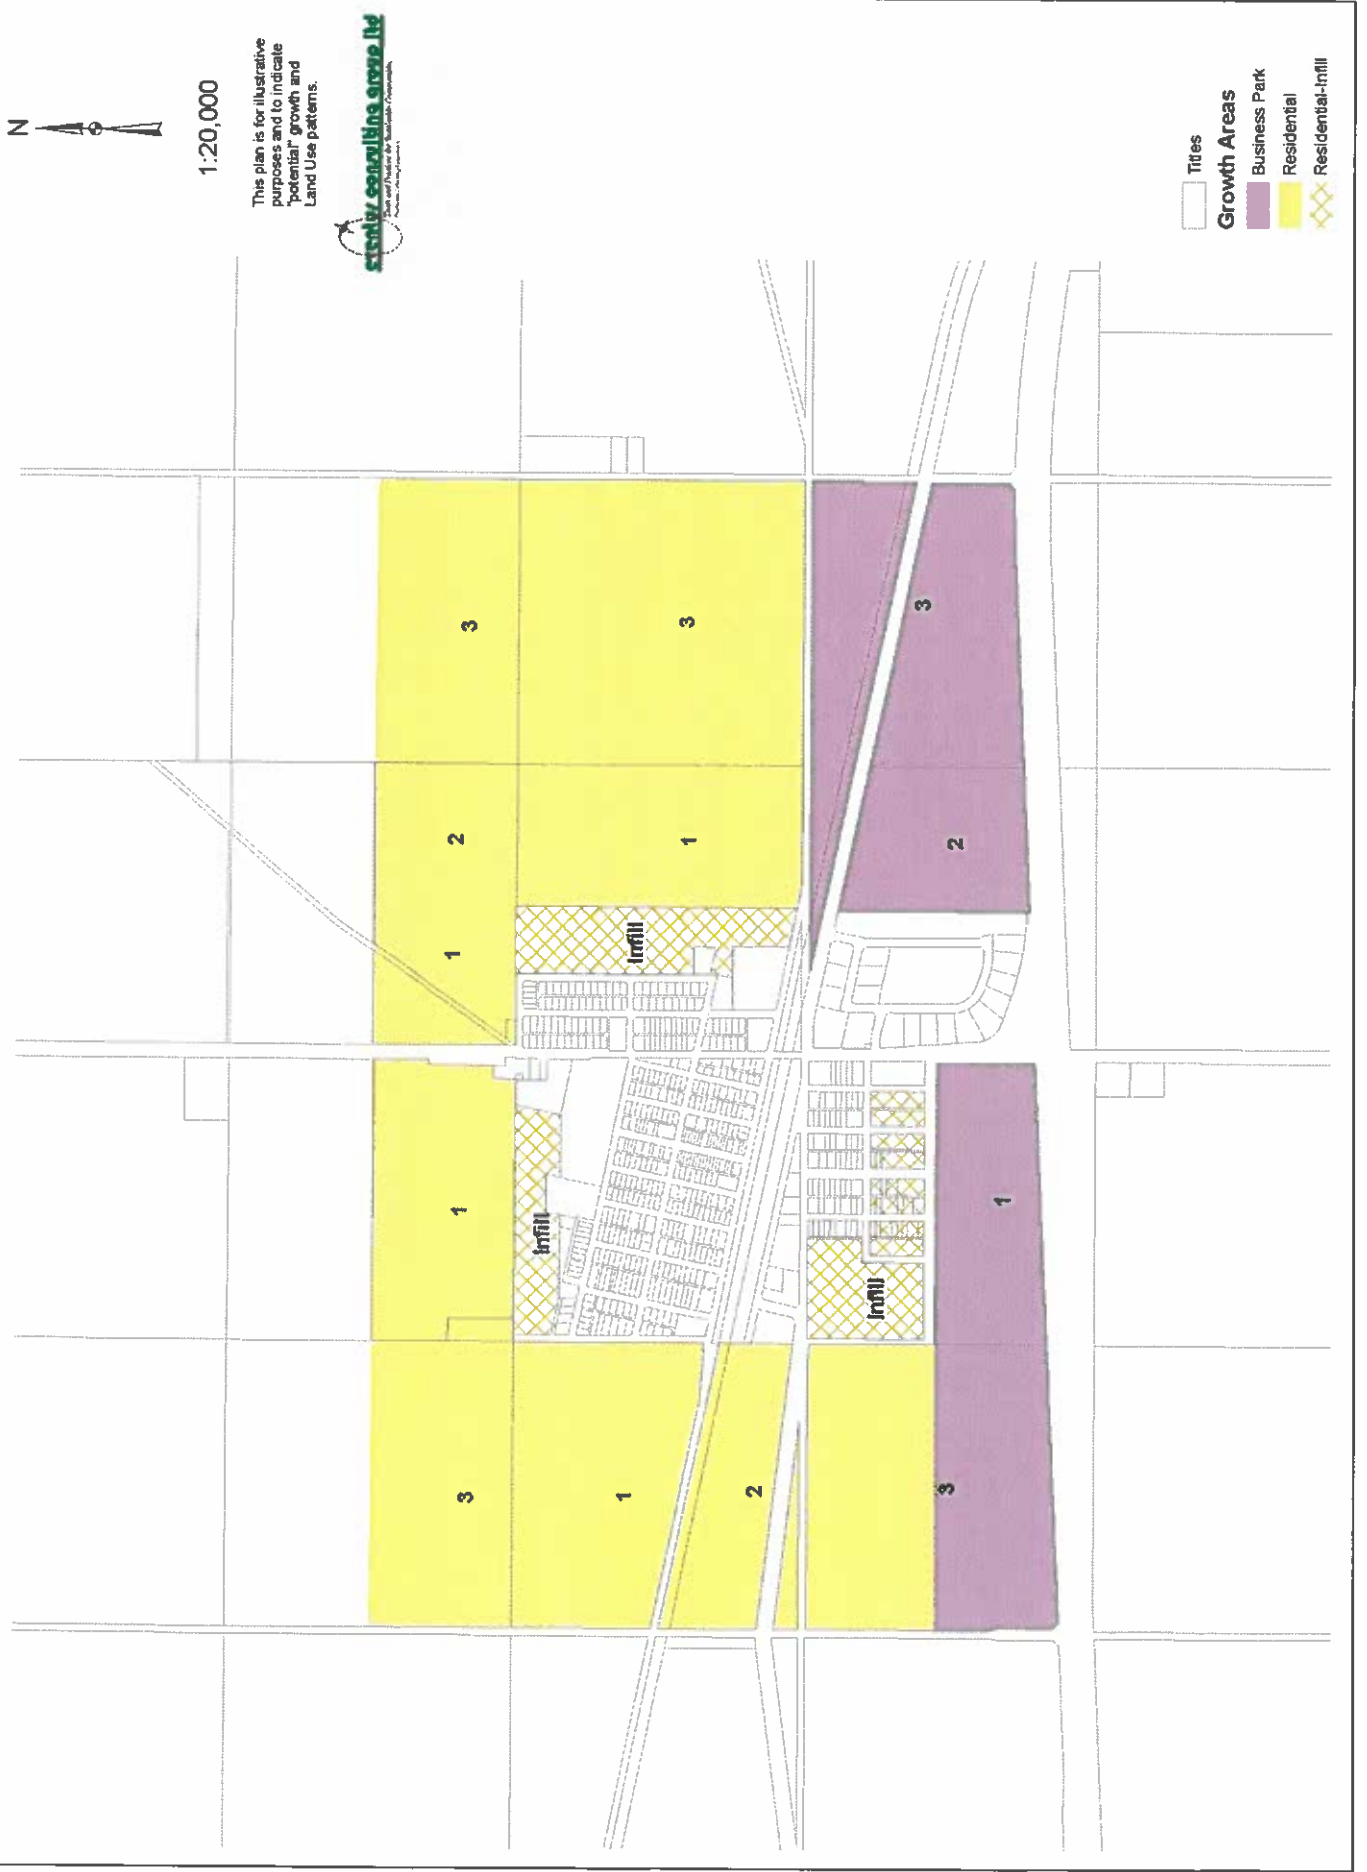 N
1:20,000
This plan is for illustrative
purposes and to indicate
"potential" growth and
Land Use patterns.
Titles
Growth Areas
Business Park
Residential
Residential-Infill
3
1
1
2
3
3
1
1
2
3
Infill
Infill
Infill
3
1
2
3